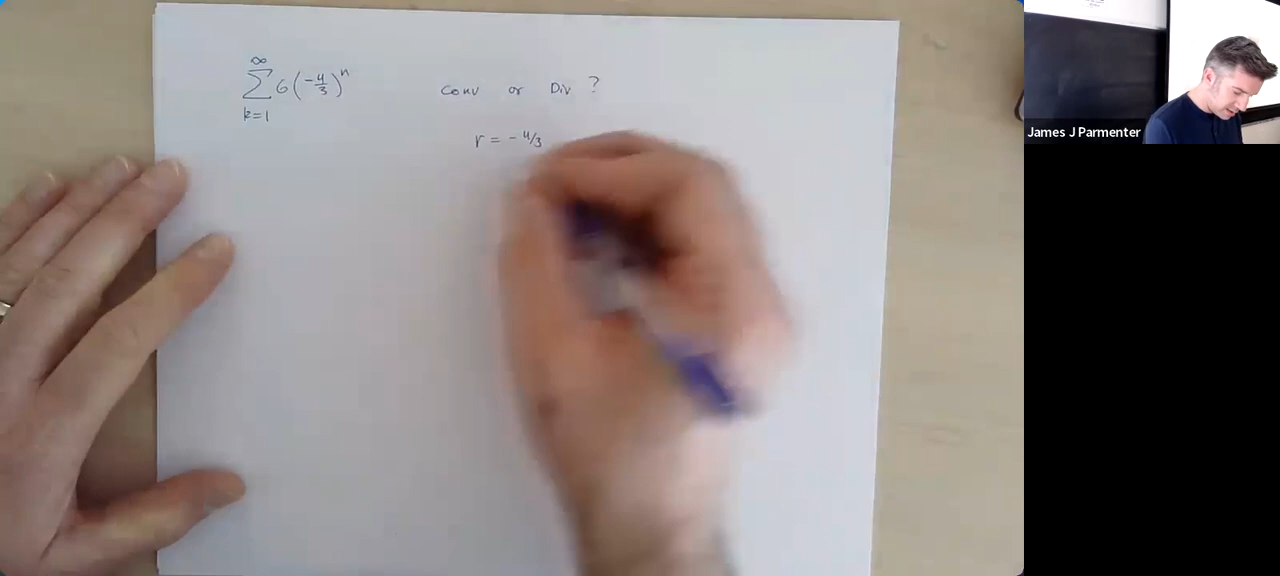 ∞
∑ 6(-4/3)^n Conv or Div ?
k=1
r = - 4/3
James J Parmenter